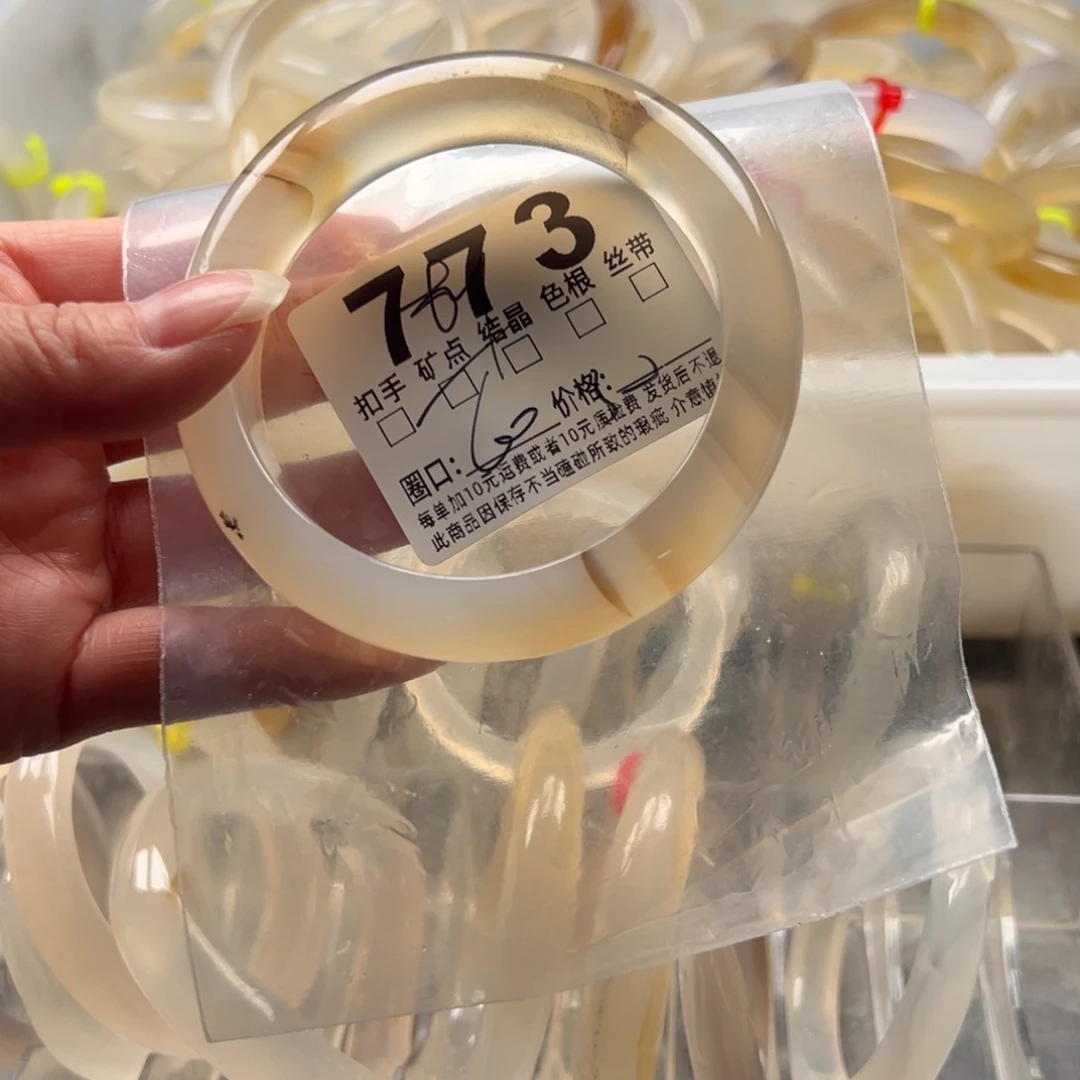 773
扣手 矿点 结晶 色根 丝带
圈口: 价格:
每单加10元运费或者10元质检费 发货后不退
此商品因保存不当磕碰所致的瑕疵 介意慎